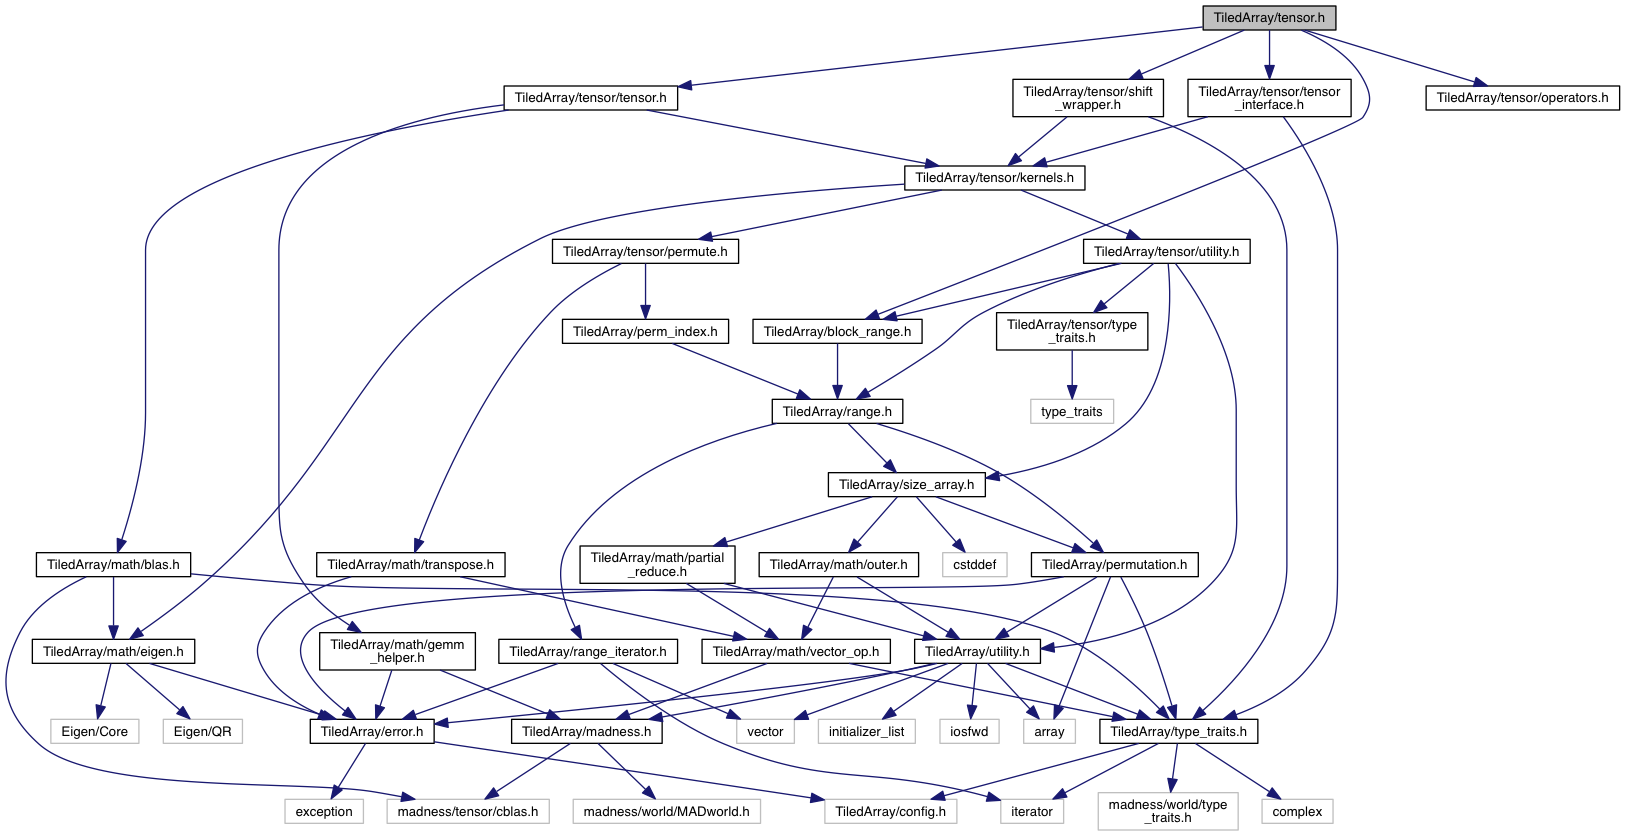 TiledArray/tensor.h
TiledArray/tensor/tensor.h
TiledArray/tensor/shift
_wrapper.h
TiledArray/tensor/tensor
_interface.h
TiledArray/tensor/operators.h
TiledArray/tensor/kernels.h
TiledArray/tensor/permute.h
TiledArray/tensor/utility.h
TiledArray/perm_index.h
TiledArray/block_range.h
TiledArray/tensor/type
_traits.h
TiledArray/range.h
type_traits
TiledArray/size_array.h
TiledArray/math/blas.h
TiledArray/math/transpose.h
TiledArray/math/partial
_reduce.h
TiledArray/math/outer.h
cstddef
TiledArray/permutation.h
TiledArray/math/eigen.h
TiledArray/math/gemm
_helper.h
TiledArray/range_iterator.h
TiledArray/math/vector_op.h
TiledArray/utility.h
Eigen/Core
Eigen/QR
TiledArray/error.h
TiledArray/madness.h
vector
initializer_list
iosfwd
array
TiledArray/type_traits.h
exception
madness/tensor/cblas.h
madness/world/MADworld.h
TiledArray/config.h
iterator
madness/world/type
_traits.h
complex